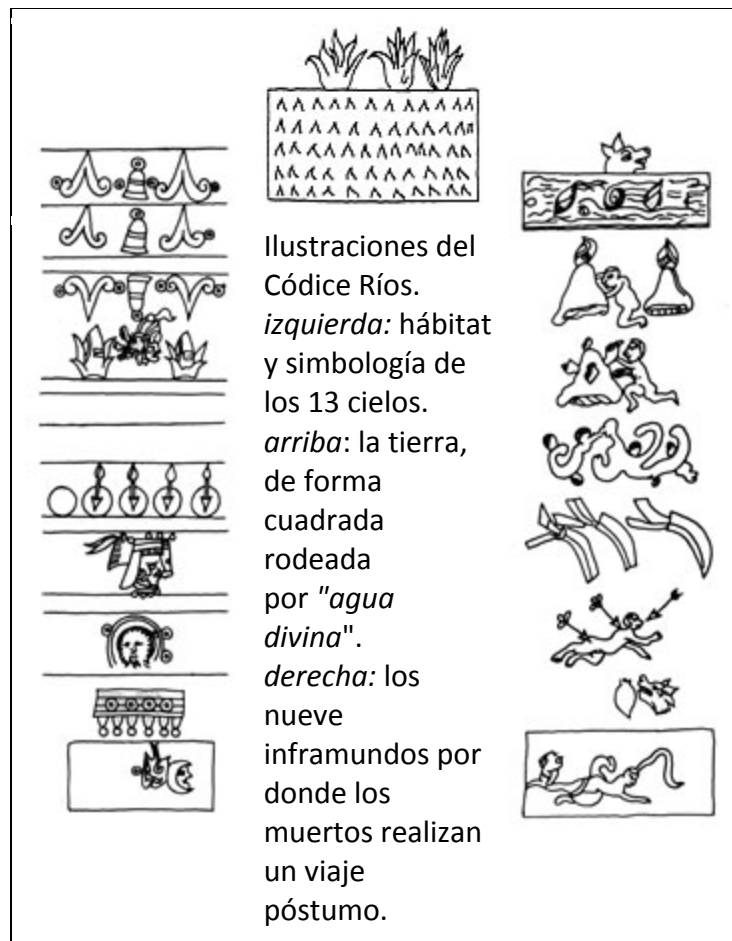 Ilustraciones del
Códice Ríos.
izquierda: hábitat
y simbología de
los 13 cielos.
arriba: la tierra,
de forma
cuadrada
rodeada
por "agua
divina".
derecha: los
nueve
inframundos por
donde los
muertos realizan
un viaje
póstumo.